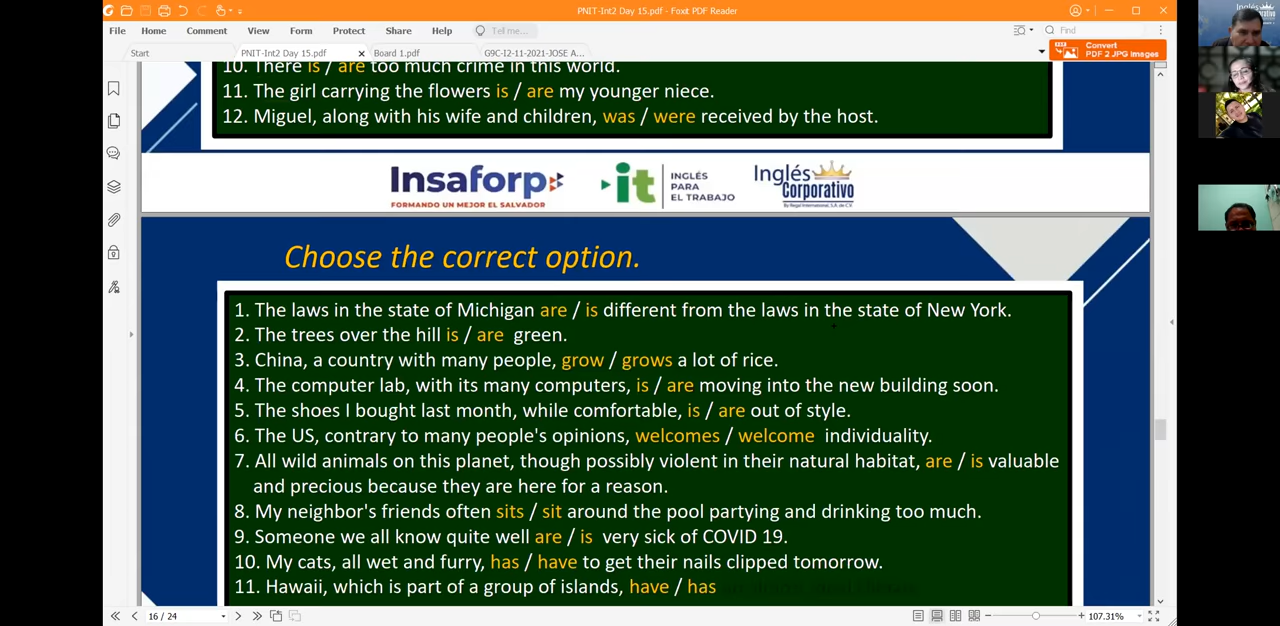 PNIT-Int2 Day 15.pdf - Foxit PDF Reader
File Home Comment View Form Protect Share Help Tell me... Find
Start PNIT-Int2 Day 15.pdf Board 1.pdf G9C-I2-11-2021-JOSE A...
Convert
PDF 2 JPG Images
10. There is / are too much crime in this world.
11. The girl carrying the flowers is / are my younger niece.
12. Miguel, along with his wife and children, was / were received by the host.
Insaforp
FORMANDO UN MEJOR EL SALVADOR
it
INGLÉS
PARA
EL TRABAJO
Inglés
Corporativo
By Regal International, S.A. de C.V.
Choose the correct option.
1. The laws in the state of Michigan are / is different from the laws in the state of New York.
2. The trees over the hill is / are green.
3. China, a country with many people, grow / grows a lot of rice.
4. The computer lab, with its many computers, is / are moving into the new building soon.
5. The shoes I bought last month, while comfortable, is / are out of style.
6. The US, contrary to many people's opinions, welcomes / welcome individuality.
7. All wild animals on this planet, though possibly violent in their natural habitat, are / is valuable
and precious because they are here for a reason.
8. My neighbor's friends often sits / sit around the pool partying and drinking too much.
9. Someone we all know quite well are / is very sick of COVID 19.
10. My cats, all wet and furry, has / have to get their nails clipped tomorrow.
11. Hawaii, which is part of a group of islands, have / has
16 / 24
107.31%